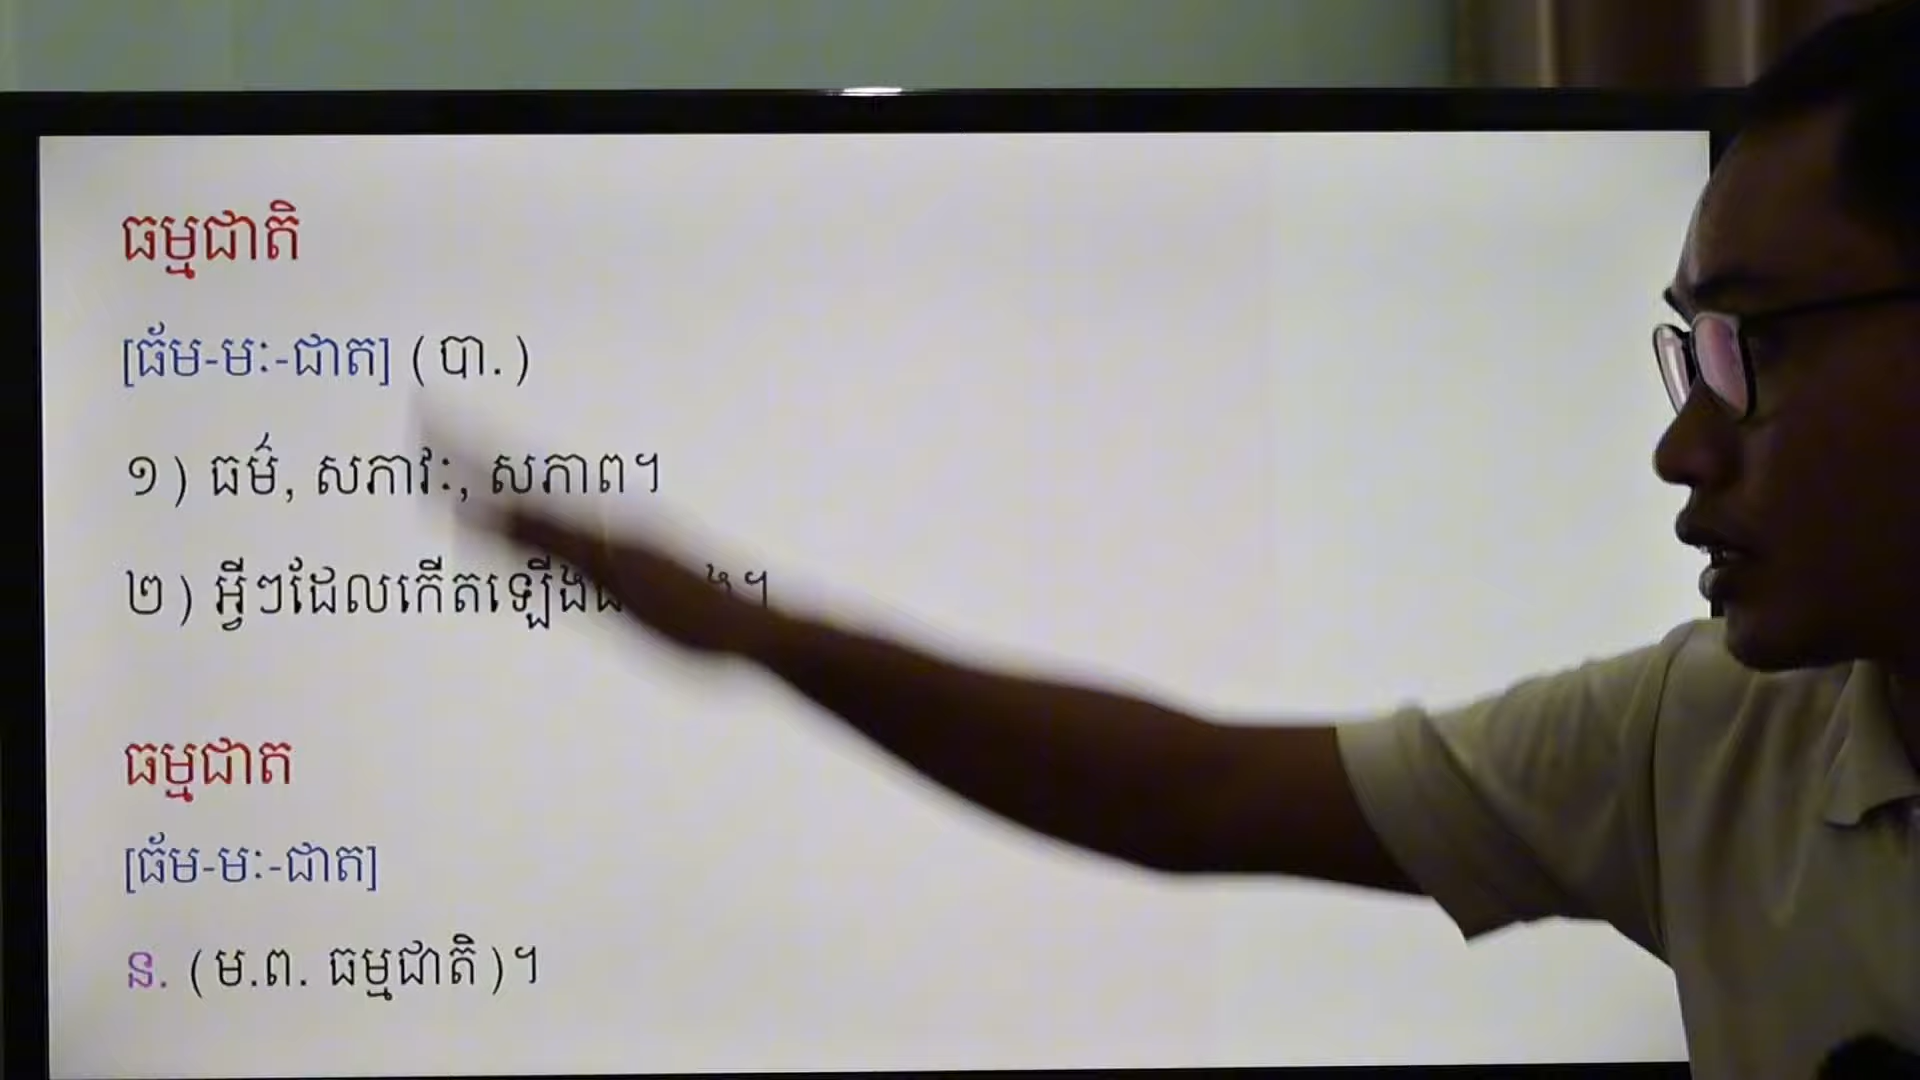 ធម្មជាតិ
[ធ័ម-មៈ-ជាត] (បា.)
១) ធម៌, សភាវៈ, សភាព។
២) អ្វីៗដែលកើតឡើង
ធម្មជាត
[ធ័ម-មៈ-ជាត]
ន. (ម.ព. ធម្មជាតិ)។